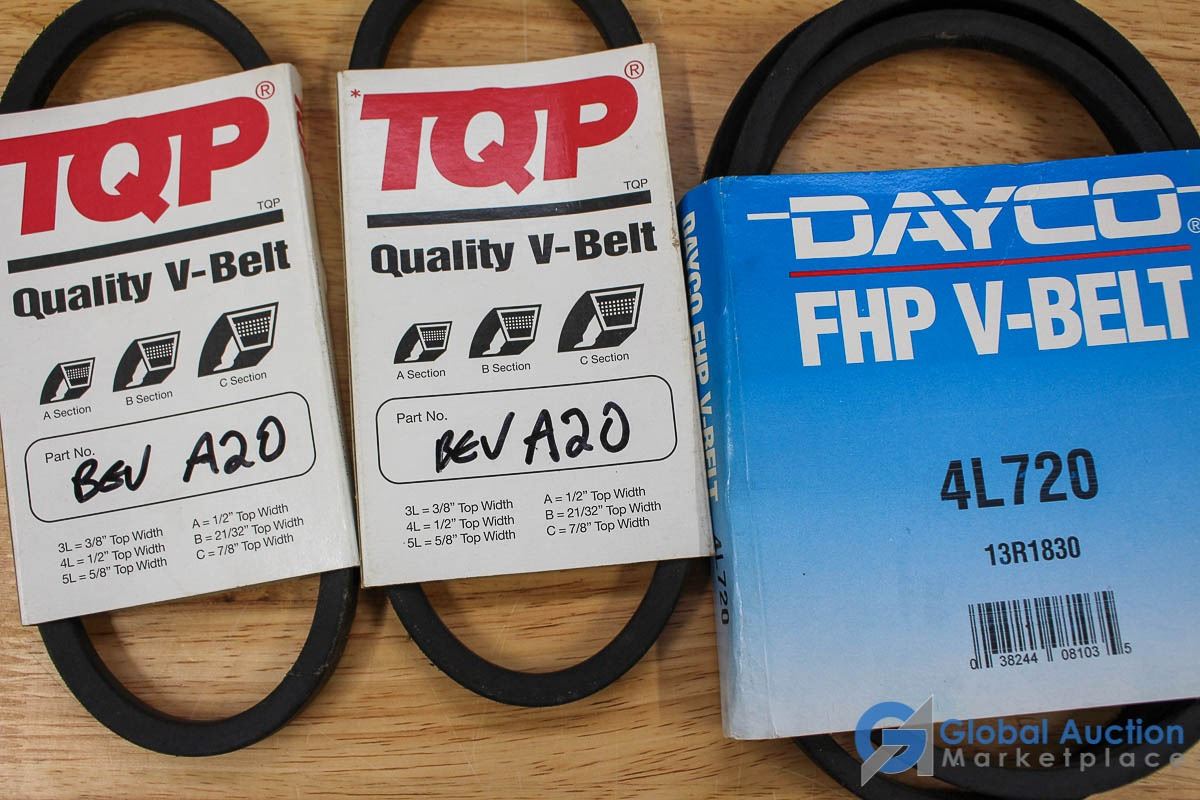 TQP®
TQP
Quality V-Belt
A Section
B Section
C Section
Part No.
BEV A20
3L = 3/8" Top Width
4L = 1/2" Top Width
5L = 5/8" Top Width
A = 1/2" Top Width
B = 21/32" Top Width
C = 7/8" Top Width
*TQP®
TQP
Quality V-Belt
A Section
B Section
C Section
Part No.
BEV A20
3L = 3/8" Top Width
4L = 1/2" Top Width
5L = 5/8" Top Width
A = 1/2" Top Width
B = 21/32" Top Width
C = 7/8" Top Width
DAYCO FHP V-BELT
4L720
DAYCO®
FHP V-BELT
4L720
13R1830
0 38244 08103 5
Global Auction
Marketplace